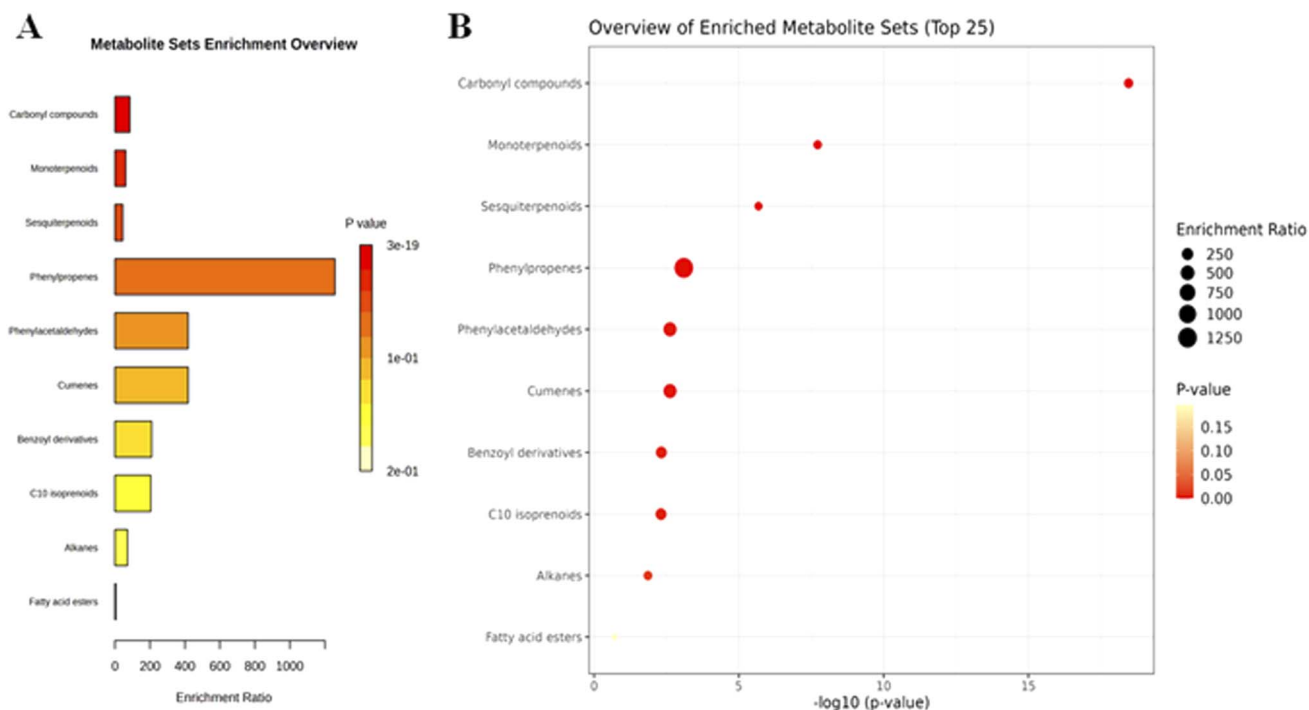 A
Metabolite Sets Enrichment Overview
Carbonyl compounds
Monoterpenoids
Sesquiterpenoids
Phenylpropenes
Phenylacetaldehydes
Cumenes
Benzoyl derivatives
C10 isoprenoids
Alkanes
Fatty acid esters
0 200 400 600 800 1000
Enrichment Ratio
P value
3e-19
1e-01
2e-01
B
Overview of Enriched Metabolite Sets (Top 25)
Carbonyl compounds
Monoterpenoids
Sesquiterpenoids
Phenylpropenes
Phenylacetaldehydes
Cumenes
Benzoyl derivatives
C10 isoprenoids
Alkanes
Fatty acid esters
0 5 10 15
-log10 (p-value)
Enrichment Ratio
250
500
750
1000
1250
P-value
0.15
0.10
0.05
0.00